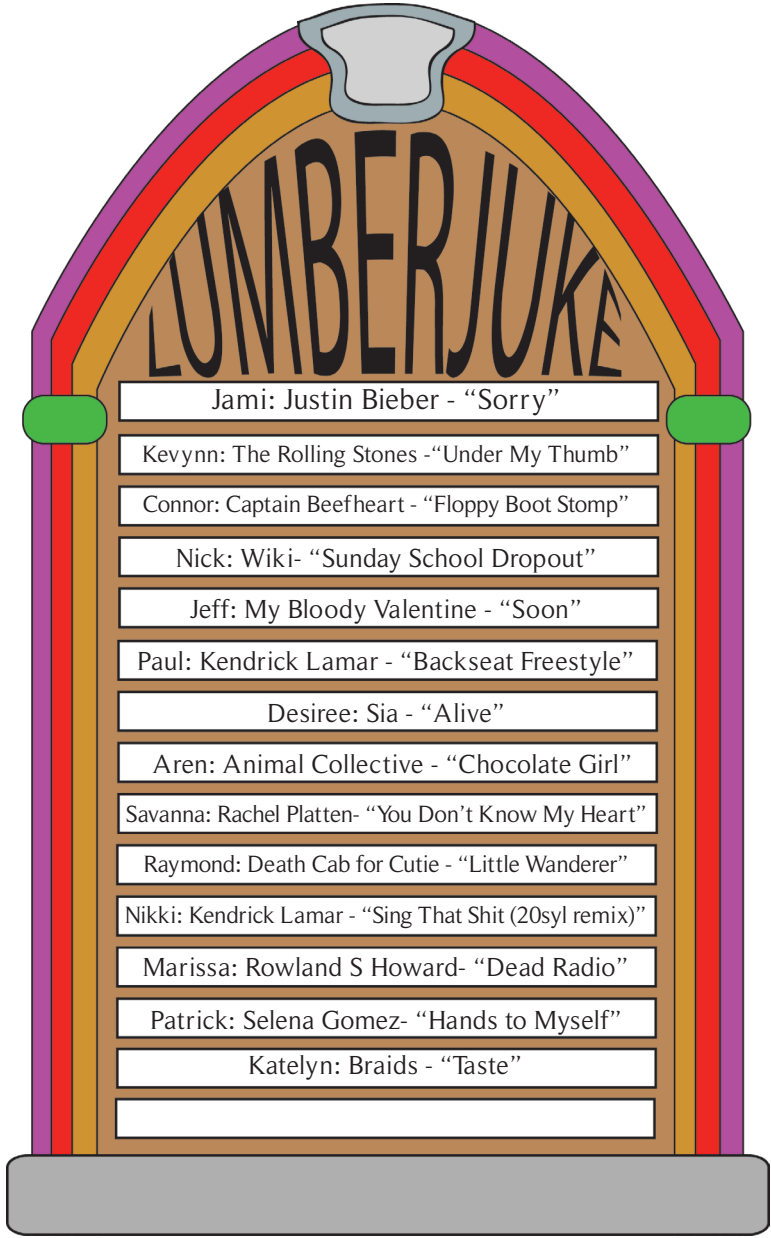 LUMBERJUKE
Jami: Justin Bieber - “Sorry”
Kevynn: The Rolling Stones -“Under My Thumb”
Connor: Captain Beefheart - “Floppy Boot Stomp”
Nick: Wiki- “Sunday School Dropout”
Jeff: My Bloody Valentine - “Soon”
Paul: Kendrick Lamar - “Backseat Freestyle”
Desiree: Sia - “Alive”
Aren: Animal Collective - “Chocolate Girl”
Savanna: Rachel Platten- “You Don’t Know My Heart”
Raymond: Death Cab for Cutie - “Little Wanderer”
Nikki: Kendrick Lamar - “Sing That Shit (20syl remix)”
Marissa: Rowland S Howard- “Dead Radio”
Patrick: Selena Gomez- “Hands to Myself”
Katelyn: Braids - “Taste”